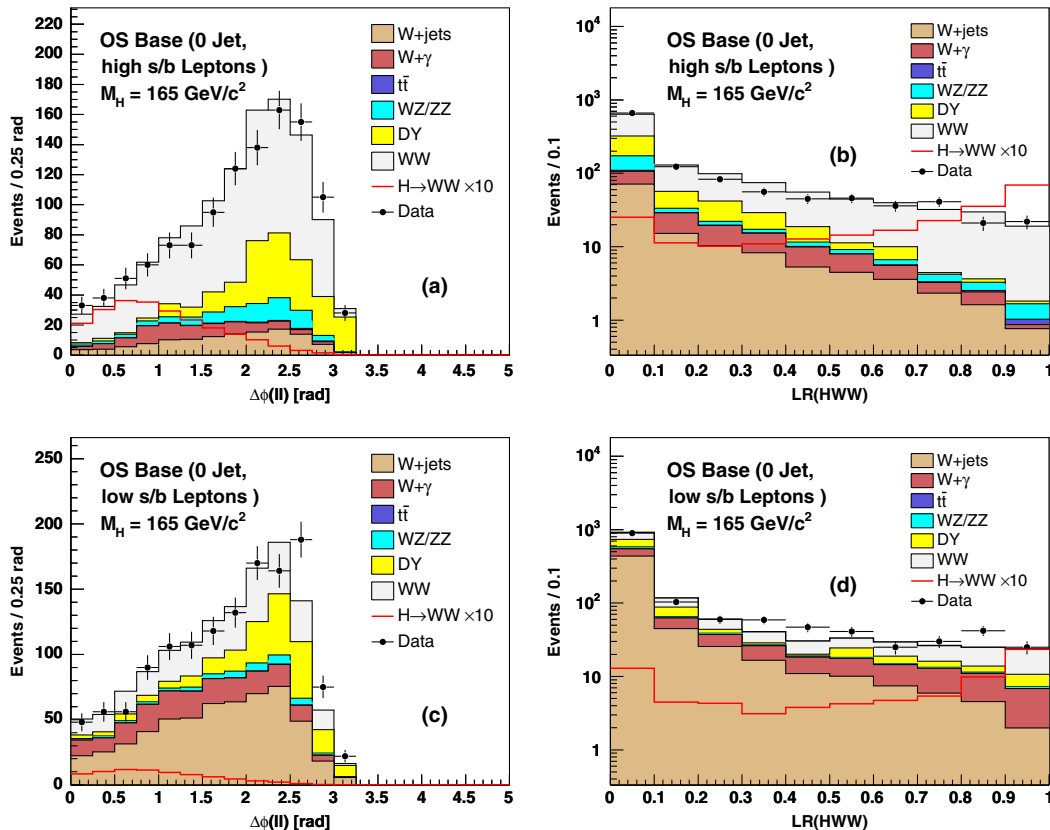 OS Base (0 Jet,
high s/b Leptons )
M_H = 165 GeV/c²
W+jets
W+γ
tt̄
WZ/ZZ
DY
WW
H→WW ×10
Data
(a)
Events / 0.25 rad
0 20 40 60 80 100 120 140 160 180 200 220
0 0.5 1 1.5 2 2.5 3 3.5 4 4.5 5
Δϕ(ll) [rad]
OS Base (0 Jet,
high s/b Leptons )
M_H = 165 GeV/c²
W+jets
W+γ
tt̄
WZ/ZZ
DY
WW
H→WW ×10
Data
(b)
Events / 0.1
1 10 10² 10³ 10⁴
0 0.1 0.2 0.3 0.4 0.5 0.6 0.7 0.8 0.9 1
LR(HWW)
OS Base (0 Jet,
low s/b Leptons )
M_H = 165 GeV/c²
W+jets
W+γ
tt̄
WZ/ZZ
DY
WW
H→WW ×10
Data
(c)
Events / 0.25 rad
0 50 100 150 200 250
0 0.5 1 1.5 2 2.5 3 3.5 4 4.5 5
Δϕ(ll) [rad]
OS Base (0 Jet,
low s/b Leptons )
M_H = 165 GeV/c²
W+jets
W+γ
tt̄
WZ/ZZ
DY
WW
H→WW ×10
Data
(d)
Events / 0.1
1 10 10² 10³ 10⁴
0 0.1 0.2 0.3 0.4 0.5 0.6 0.7 0.8 0.9 1
LR(HWW)